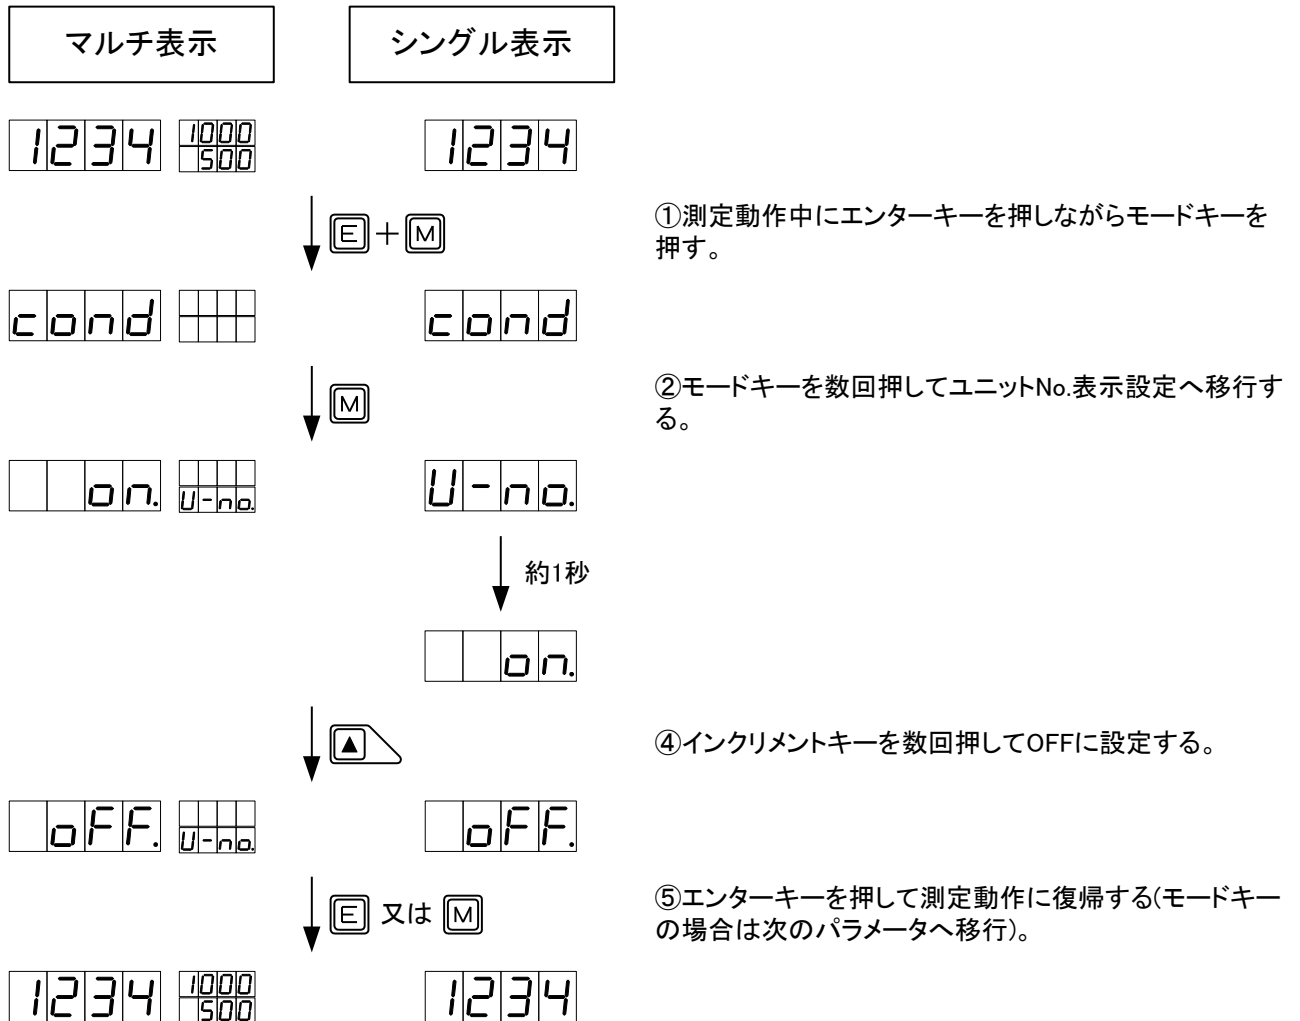 マルチ表示 シングル表示
1234 1000 1234
500
E+M ①測定動作中にエンターキーを押しながらモードキーを
押す。
cond cond
M ②モードキーを数回押してユニットNo.表示設定へ移行す
る。
on. U-no. U-no.
約1秒
on.
▲ ④インクリメントキーを数回押してOFFに設定する。
oFF. U-no. oFF.
E 又は M ⑤エンターキーを押して測定動作に復帰する(モードキー
の場合は次のパラメータへ移行)。
1234 1000 1234
500